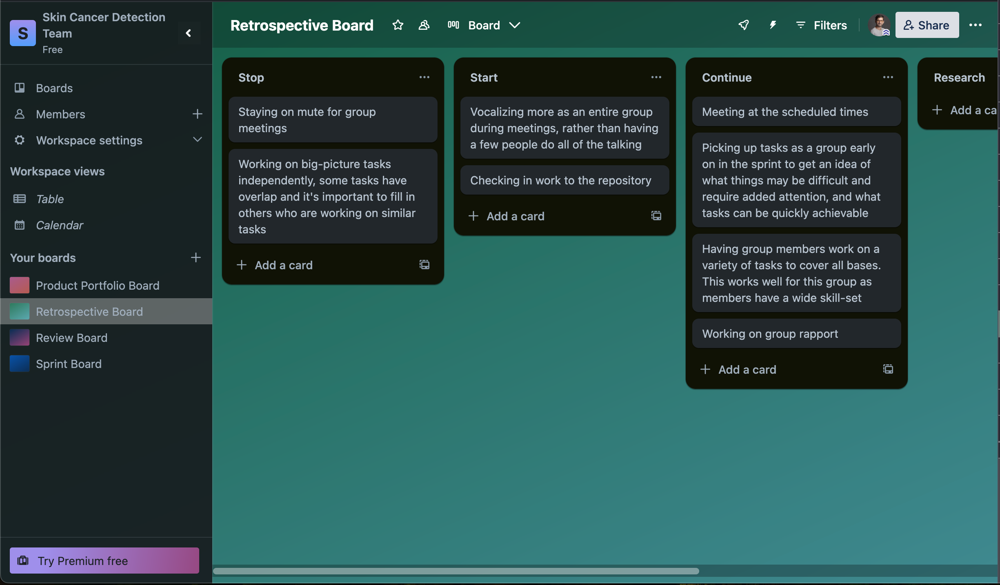 S
Skin Cancer Detection
Team
Free
Boards
Members
Workspace settings
Workspace views
Table
Calendar
Your boards
Product Portfolio Board
Retrospective Board
Review Board
Sprint Board
Try Premium free
Retrospective Board
Board
Filters
Share
Stop
Staying on mute for group
meetings
Working on big-picture tasks
independently, some tasks have
overlap and it's important to fill in
others who are working on similar
tasks
Add a card
Start
Vocalizing more as an entire group
during meetings, rather than having
a few people do all of the talking
Checking in work to the repository
Add a card
Continue
Meeting at the scheduled times
Picking up tasks as a group early
on in the sprint to get an idea of
what things may be difficult and
require added attention, and what
tasks can be quickly achievable
Having group members work on a
variety of tasks to cover all bases.
This works well for this group as
members have a wide skill-set
Working on group rapport
Add a card
Research
Add a ca